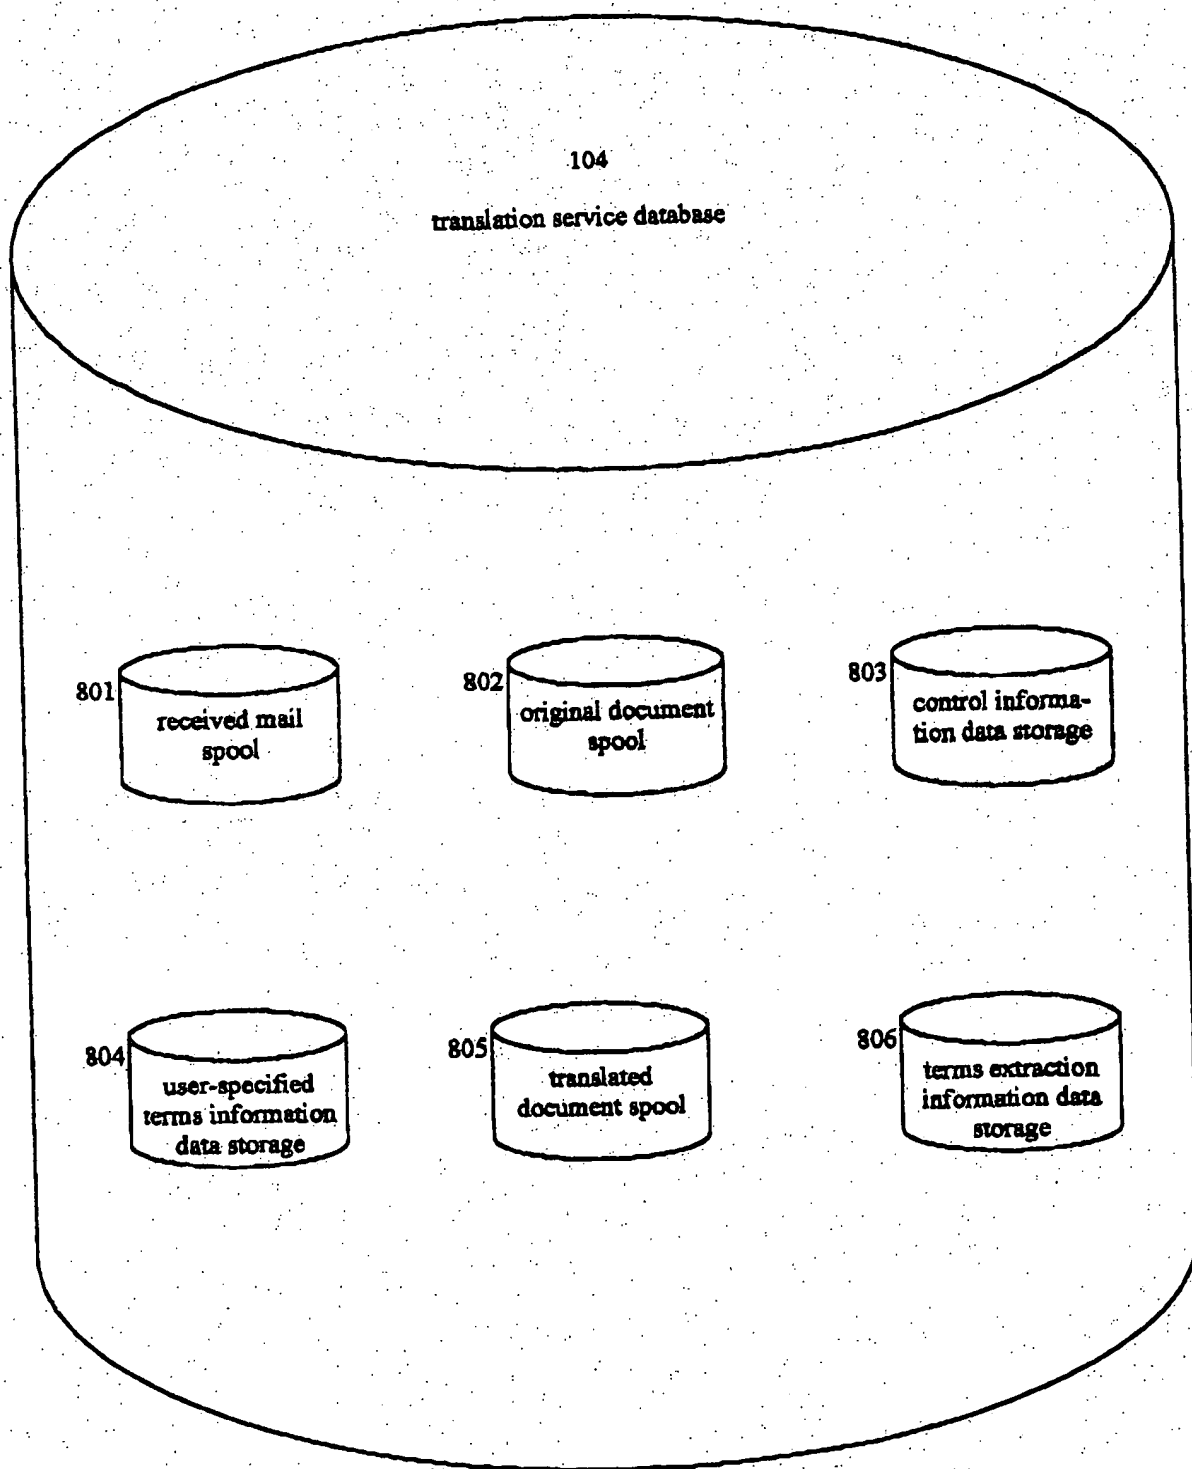 104
translation service database
801
received mail
spool
802
original document
spool
803
control informa-
tion data storage
804
user-specified
terms information
data storage
805
translated
document spool
806
terms extraction
information data
storage